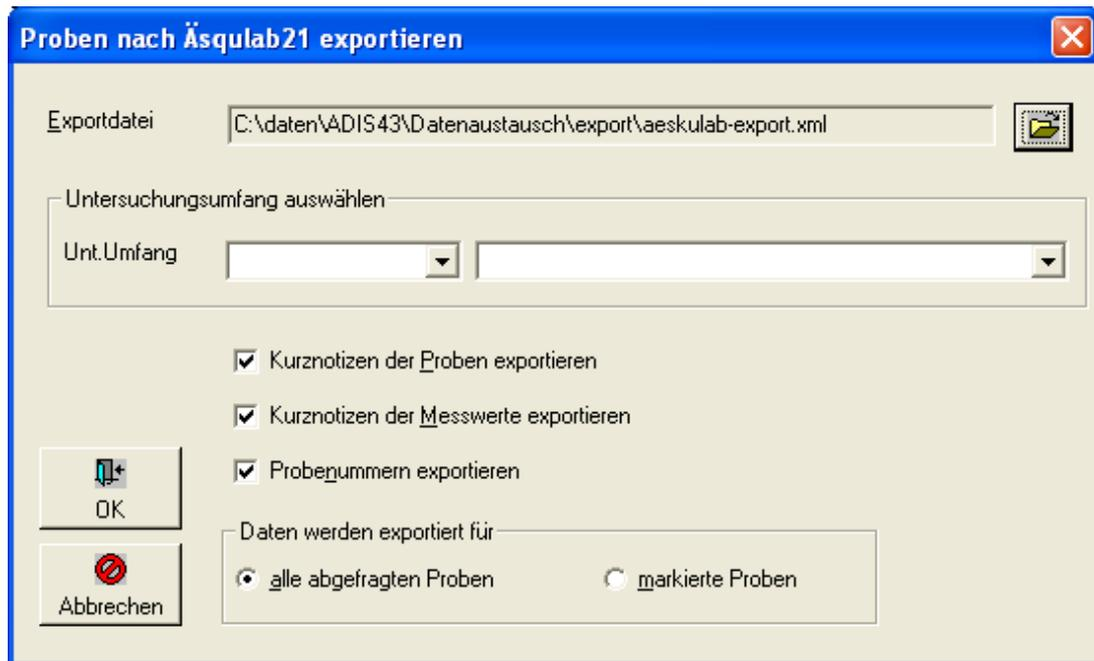 Proben nach Äsqulab21 exportieren
Exportdatei
C:\daten\ADIS43\Datenaustausch\export\aeskulab-export.xml
Untersuchungsumfang auswählen
Unt.Umfang
Kurznotizen der Proben exportieren
Kurznotizen der Messwerte exportieren
Probenummern exportieren
OK
Daten werden exportiert für
alle abgefragten Proben
markierte Proben
Abbrechen